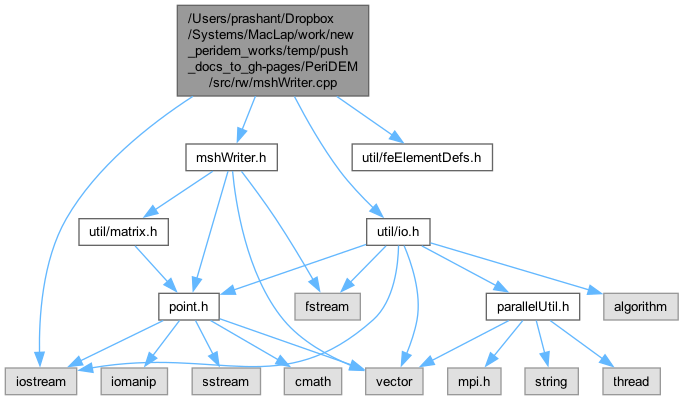 /Users/prashant/Dropbox
/Systems/MacLap/work/new
_peridem_works/temp/push
_docs_to_gh-pages/PeriDEM
/src/rw/mshWriter.cpp
mshWriter.h
util/feElementDefs.h
util/matrix.h
util/io.h
point.h
fstream
parallelUtil.h
algorithm
iostream
iomanip
sstream
cmath
vector
mpi.h
string
thread